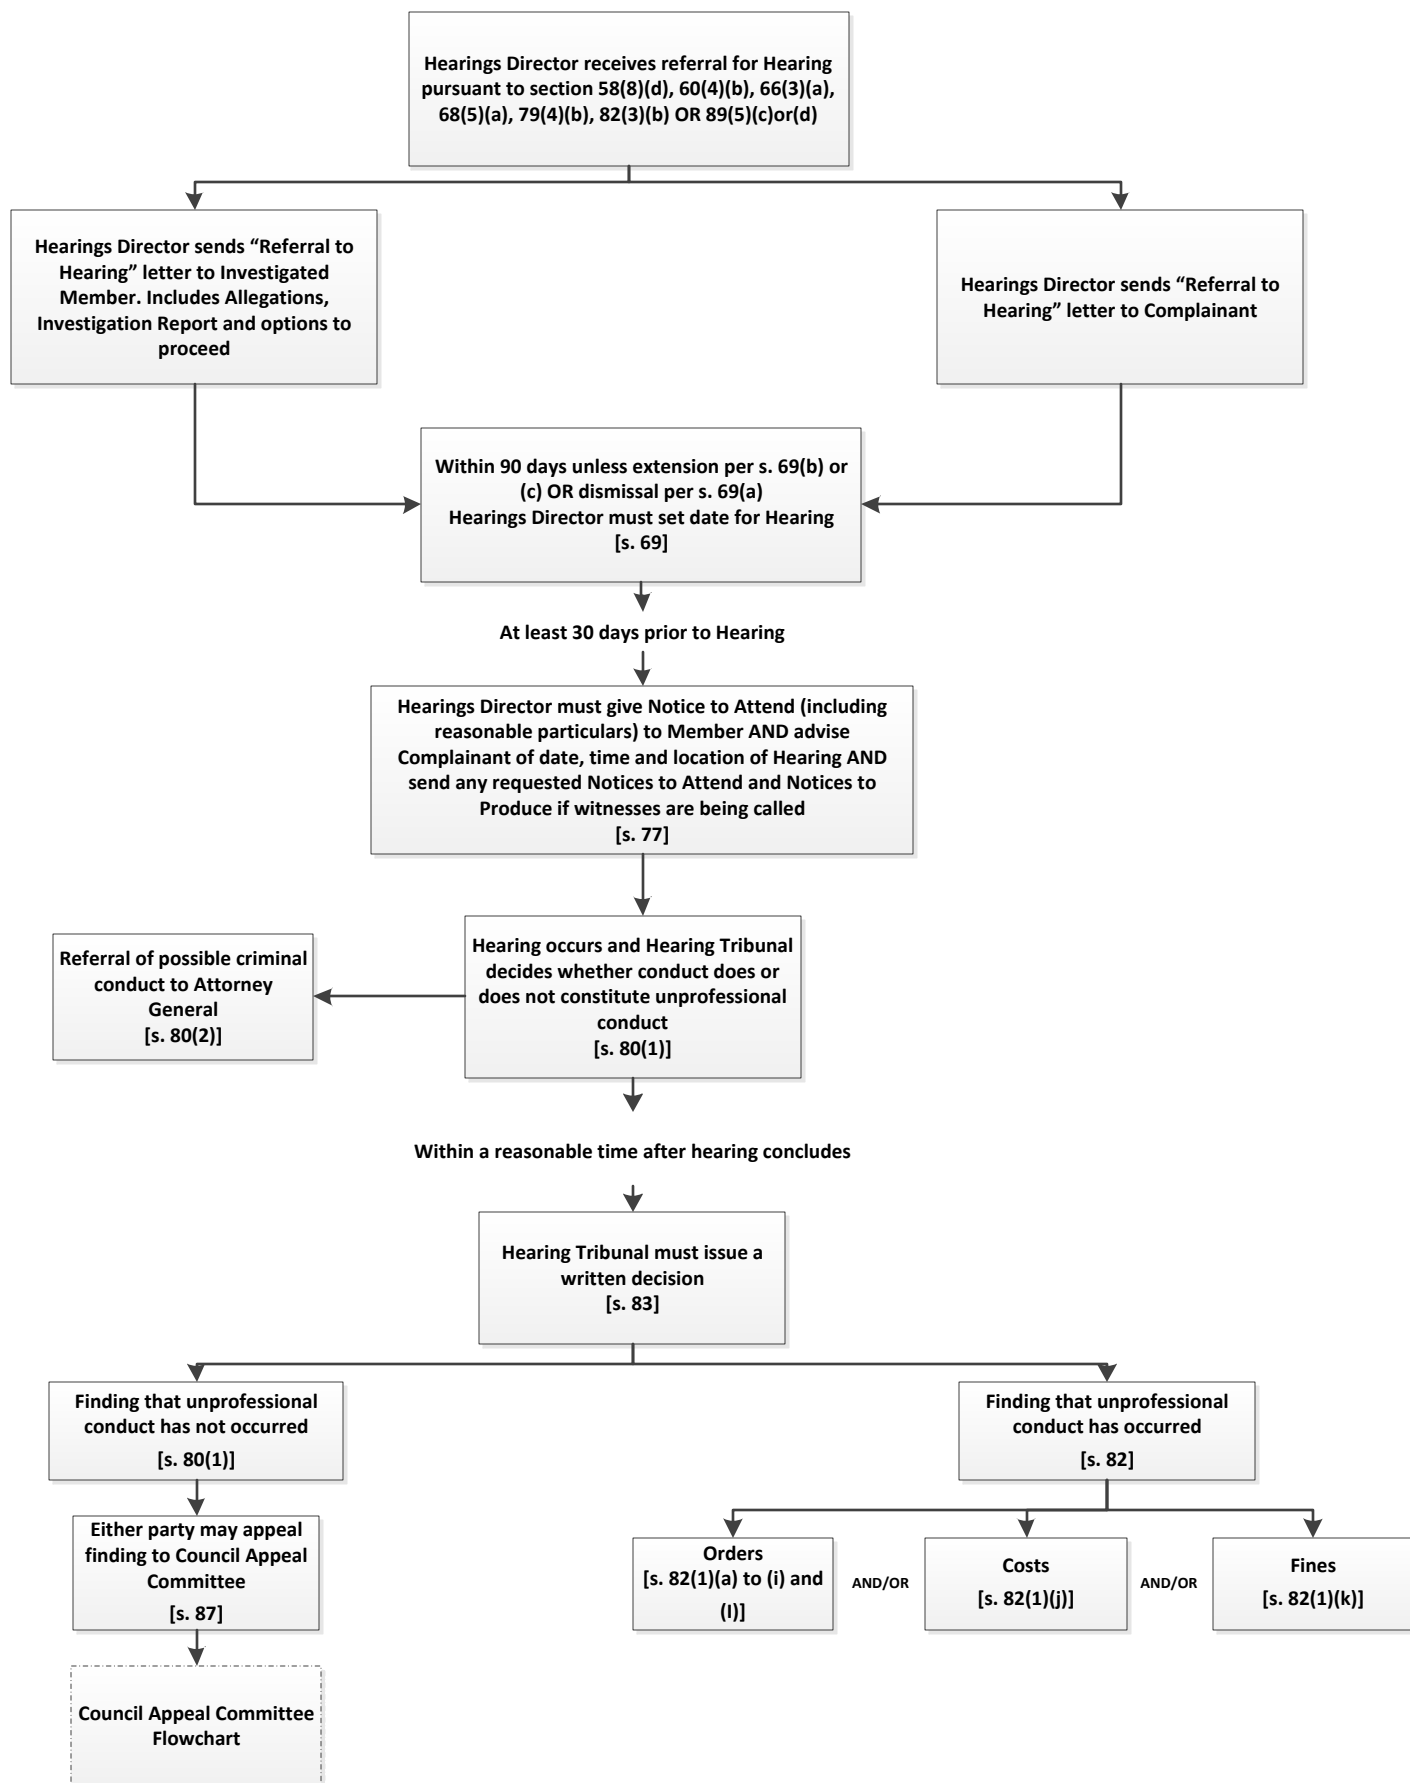 Hearings Director receives referral for Hearing
pursuant to section 58(8)(d), 60(4)(b), 66(3)(a),
68(5)(a), 79(4)(b), 82(3)(b) OR 89(5)(c)or(d)
Hearings Director sends “Referral to
Hearing” letter to Investigated
Member. Includes Allegations,
Investigation Report and options to
proceed
Hearings Director sends “Referral to
Hearing” letter to Complainant
Within 90 days unless extension per s. 69(b) or
(c) OR dismissal per s. 69(a)
Hearings Director must set date for Hearing
[s. 69]
At least 30 days prior to Hearing
Hearings Director must give Notice to Attend (including
reasonable particulars) to Member AND advise
Complainant of date, time and location of Hearing AND
send any requested Notices to Attend and Notices to
Produce if witnesses are being called
[s. 77]
Referral of possible criminal
conduct to Attorney
General
[s. 80(2)]
Hearing occurs and Hearing Tribunal
decides whether conduct does or
does not constitute unprofessional
conduct
[s. 80(1)]
Within a reasonable time after hearing concludes
Hearing Tribunal must issue a
written decision
[s. 83]
Finding that unprofessional
conduct has not occurred
[s. 80(1)]
Finding that unprofessional
conduct has occurred
[s. 82]
Either party may appeal
finding to Council Appeal
Committee
[s. 87]
Orders
[s. 82(1)(a) to (i) and
(l)]
AND/OR
Costs
[s. 82(1)(j)]
AND/OR
Fines
[s. 82(1)(k)]
Council Appeal Committee
Flowchart